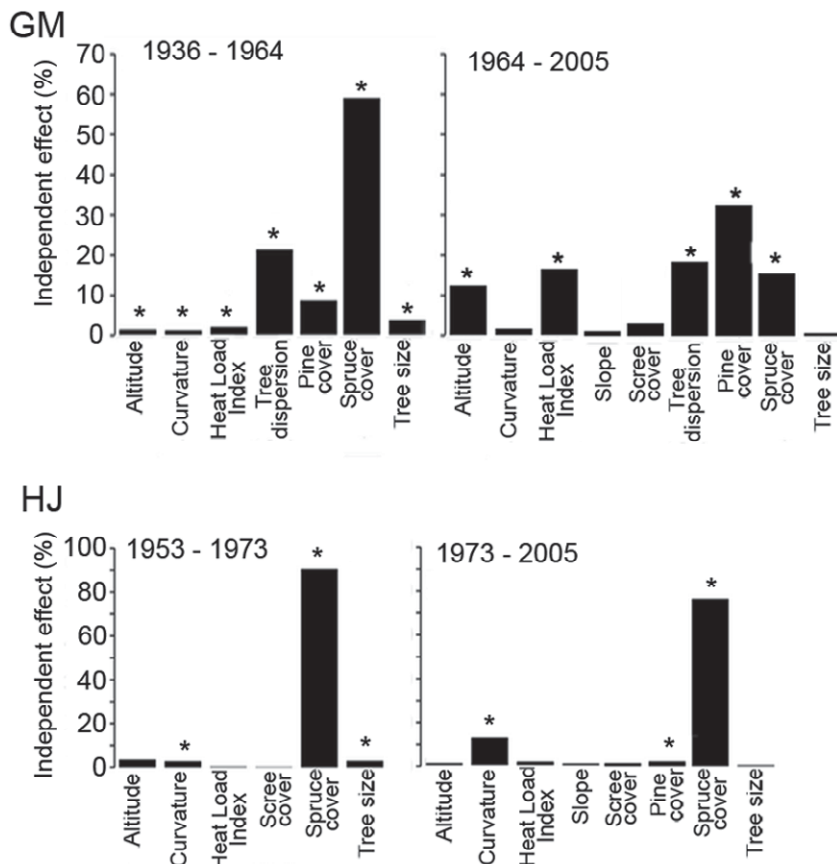 GM
1936 - 1964
1964 - 2005
Independent effect (%)
70
60
50
40
30
20
10
0
* * * * * * *
* * * * *
Altitude
Curvature
Heat Load
Index
Tree
dispersion
Pine
cover
Spruce
cover
Tree size
Altitude
Curvature
Heat Load
Index
Slope
Scree
cover
Tree
dispersion
Pine
cover
Spruce
cover
Tree size
HJ
1953 - 1973
1973 - 2005
Independent effect (%)
100
80
60
40
20
0
* * *
* * *
Altitude
Curvature
Heat Load
Index
Scree
cover
Spruce
cover
Tree size
Altitude
Curvature
Heat Load
Index
Slope
Scree
cover
Pine
cover
Spruce
cover
Tree size